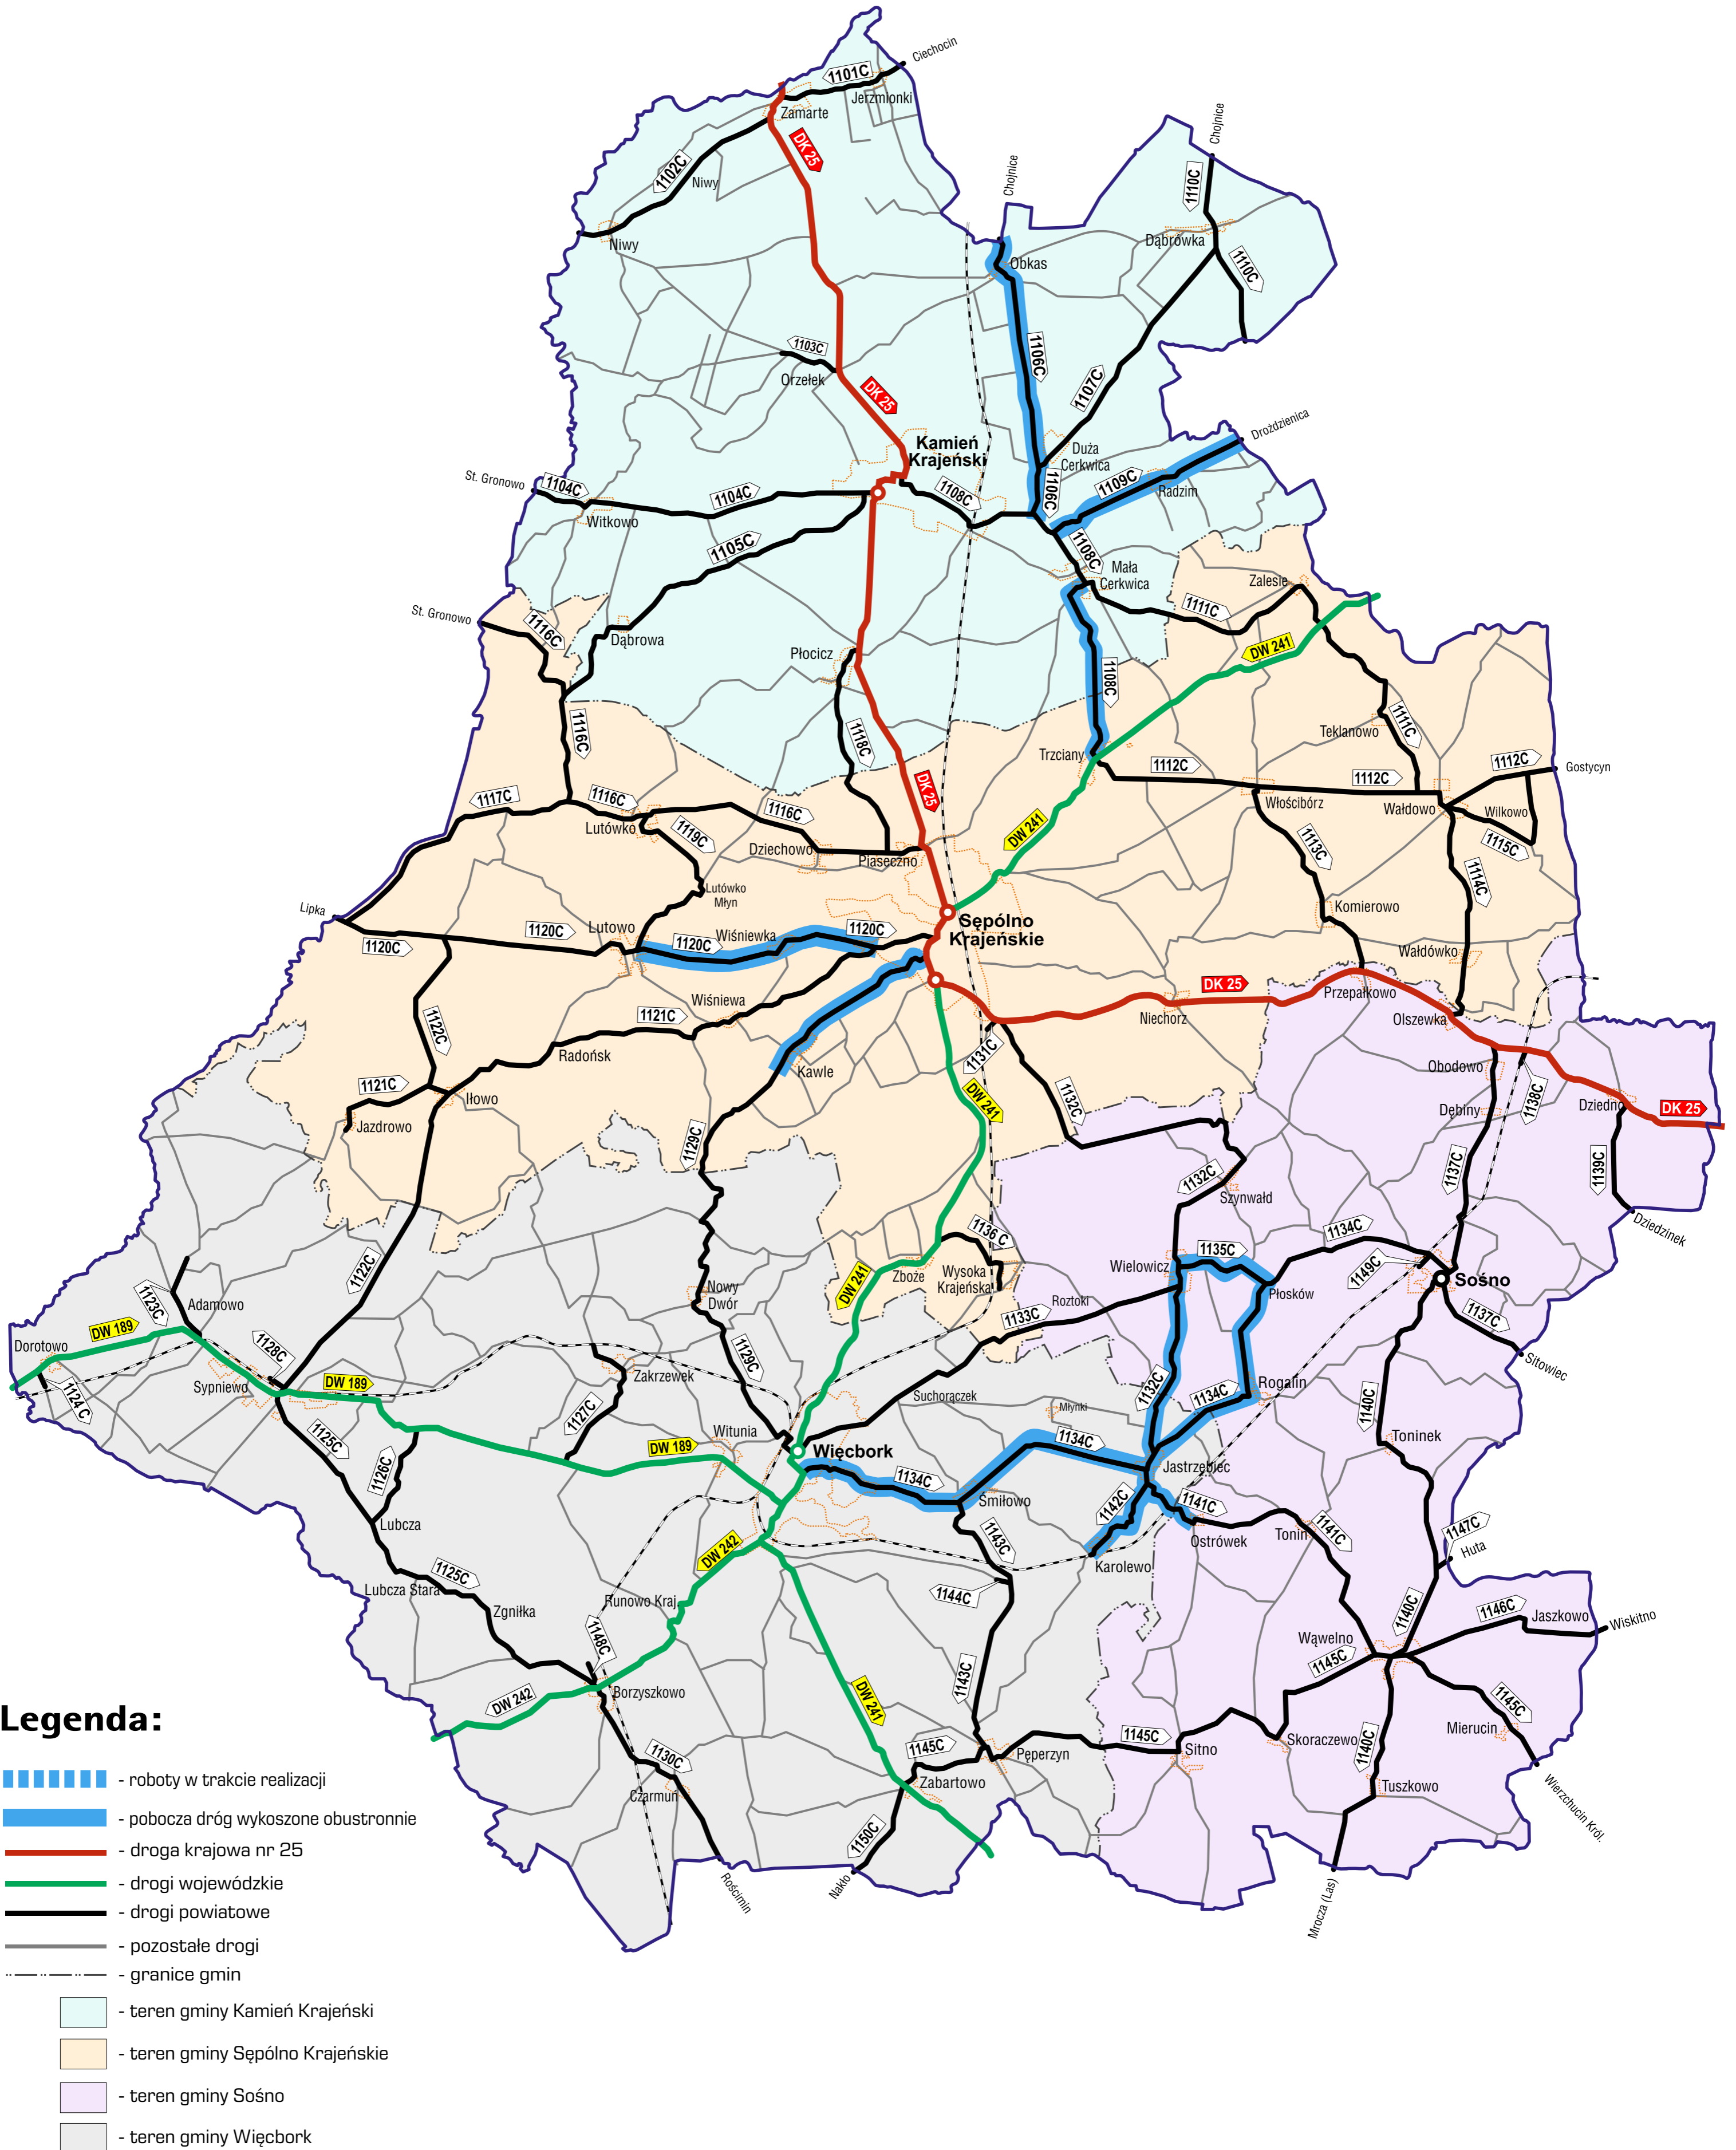 Ciechocin
1101C
Jerzmionki
Zamarte
DK 25
1102C
Niwy
Niwy
Chojnice
Chojnice
1110C
Dąbrówka
1110C
Obkas
1103C
Orzełek
1106C
1107C
DK 25
Kamień
Krajeński
Duża
Cerkwica
Drożdzienica
St. Gronowo
1104C
1104C
Witkowo
1108C
1106C
1109C
Radzim
1105C
1108C
Mała
Cerkwica
Zalesie
St. Gronowo
1116C
Dąbrowa
1111C
DW 241
Płocicz
1108C
1116C
1118C
Teklanowo
1111C
Trzciany
1112C
1112C
1112C
Gostycyn
DK 25
1117C
1116C
Lutówko
1116C
1119C
Dziechowo
Piaseczno
DW 241
Włościbórz
Wałdowo
Wilkowo
1113C
1115C
1114C
Lutówko
Młyn
Lipka
Komierowo
Sępólno
Krajeńskie
1120C
1120C
Lutowo
1120C
Wiśniewka
1120C
Wałdówko
DK 25
Przepałkowo
Wiśniewa
1121C
Niechorz
Olszewka
1122C
Radońsk
1131C
Kawle
Obodowo
1121C
Iłowo
DW 241
1132C
Dębiny
1138C
Dziedno
DK 25
Jazdrowo
1129C
1137C
1139C
1132C
Szynwałd
Dziedzinek
1136 C
1134C
1135C
Wielowicz
1149C
Sośno
1122C
Zboże
Wysoka
Krajeńska
Płosków
1123C
Adamowo
Nowy
Dwór
DW 241
Roztoki
1133C
1137C
DW 189
Dorotowo
1128C
Sitowiec
1129C
Zakrzewek
Sypniewo
DW 189
1124 C
1127C
Suchorączek
Młynki
1132C
1134C
Rogalin
1140C
1125C
Witunia
DW 189
Więcbork
1134C
Toninek
1126C
1134C
Jastrzębiec
Śmiłowo
1142C
1141C
Lubcza
1143C
Ostrówek
Tonin
1141C
1147C
Huta
DW 242
Karolewo
1125C
Lubcza Stara
1144C
Runowo Kraj.
Zgniłka
1140C
1146C
Jaszkowo
Wiskitno
1148C
Wąwelno
1145C
1143C
Borzyszkowo
DW 242
DW 241
1145C
Mierucin
1130C
1145C
Pęperzyn
1145C
Sitno
Skoraczewo
1140C
Zabartowo
Tuszkowo
Czarmuń
1150C
Wierzchucin Król.
Rościmin
Nakło
Mrocza (Las)
Legenda:
- roboty w trakcie realizacji
- pobocza dróg wykoszone obustronnie
- droga krajowa nr 25
- drogi wojewódzkie
- drogi powiatowe
- pozostałe drogi
- granice gmin
- teren gminy Kamień Krajeński
- teren gminy Sępólno Krajeńskie
- teren gminy Sośno
- teren gminy Więcbork